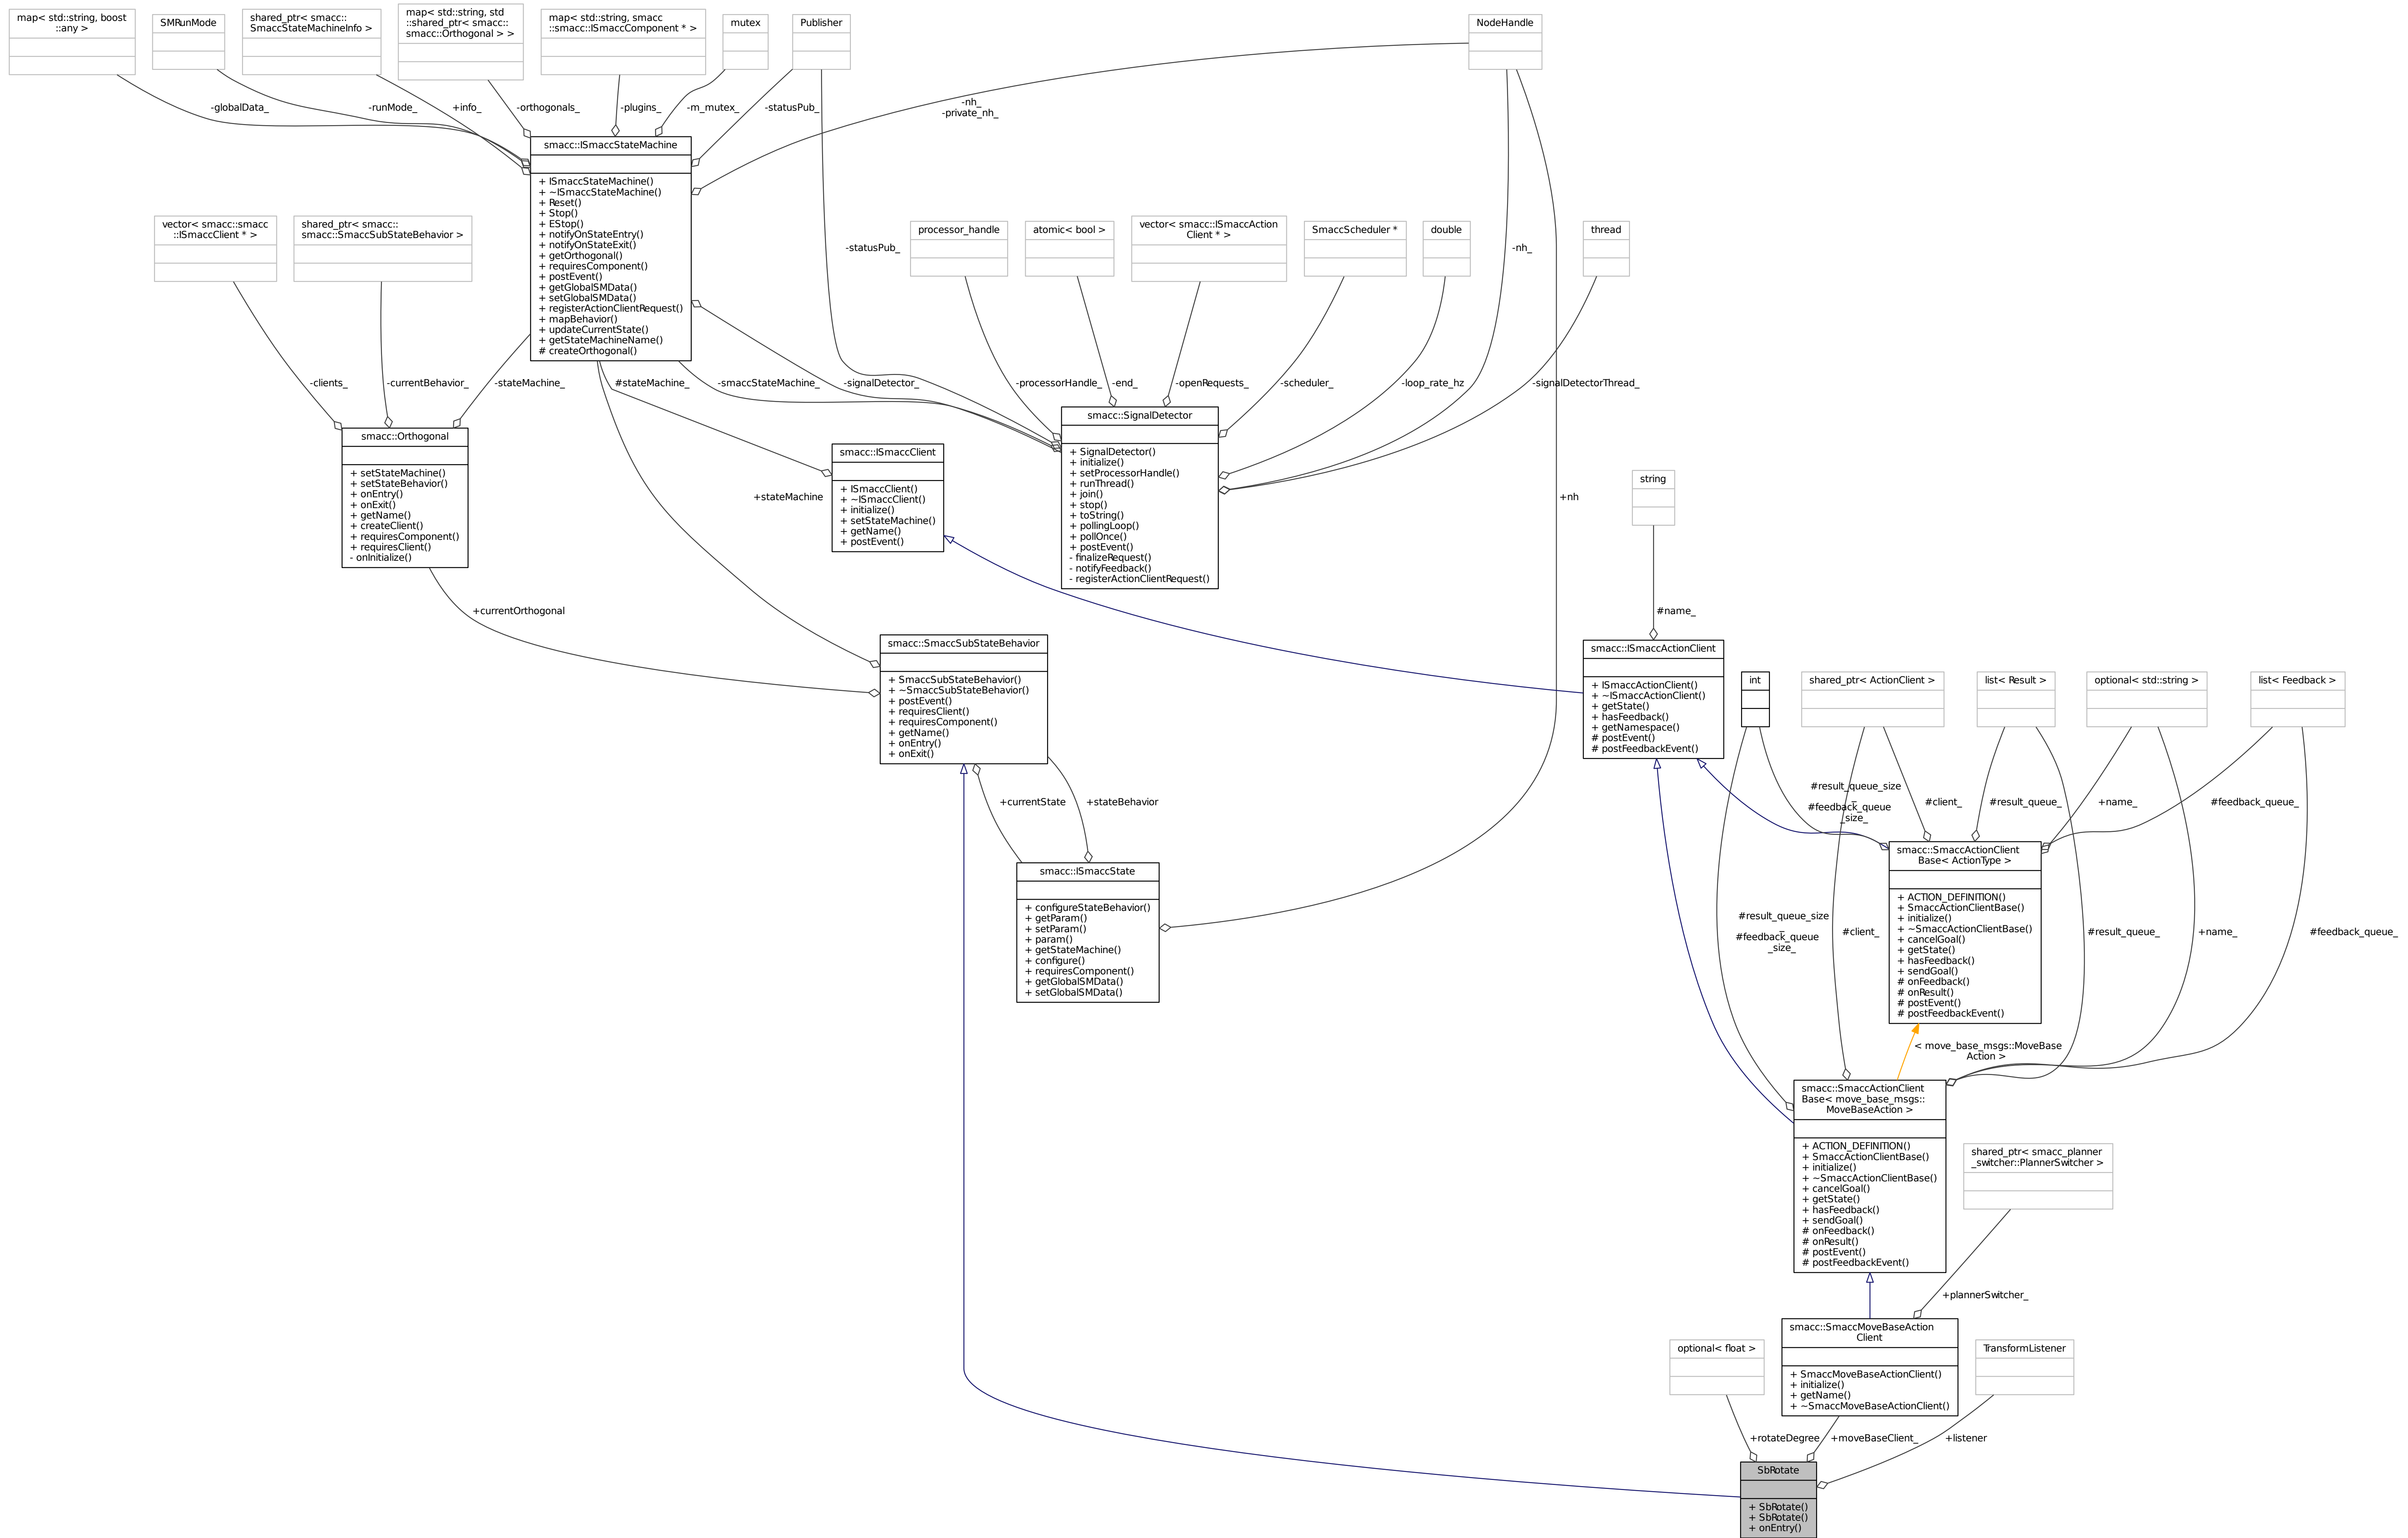 map< std::string, boost
::any >
SMRunMode
shared_ptr< smacc::
SmaccStateMachineInfo >
map< std::string, std
::shared_ptr< smacc::
smacc::Orthogonal > >
map< std::string, smacc
::smacc::ISmaccComponent * >
mutex
Publisher
NodeHandle
-globalData_
-runMode_
+info_
-orthogonals_
-plugins_
-m_mutex_
-statusPub_
-nh_
-private_nh_
smacc::ISmaccStateMachine
+ ISmaccStateMachine()
+ ~ISmaccStateMachine()
+ Reset()
+ Stop()
+ EStop()
+ notifyOnStateEntry()
+ notifyOnStateExit()
+ getOrthogonal()
+ requiresComponent()
+ postEvent()
+ getGlobalSMData()
+ setGlobalSMData()
+ registerActionClientRequest()
+ mapBehavior()
+ updateCurrentState()
+ getStateMachineName()
# createOrthogonal()
vector< smacc::smacc
::ISmaccClient * >
shared_ptr< smacc::
smacc::SmaccSubStateBehavior >
-statusPub_
processor_handle
atomic< bool >
vector< smacc::ISmaccAction
Client * >
SmaccScheduler *
double
-nh_
thread
-clients_
-currentBehavior_
-stateMachine_
#stateMachine_
-smaccStateMachine_
-signalDetector_
-processorHandle_
-end_
-openRequests_
-scheduler_
-loop_rate_hz
-signalDetectorThread_
smacc::Orthogonal
+ setStateMachine()
+ setStateBehavior()
+ onEntry()
+ onExit()
+ getName()
+ createClient()
+ requiresComponent()
+ requiresClient()
- onInitialize()
+stateMachine
smacc::ISmaccClient
+ ISmaccClient()
+ ~ISmaccClient()
+ initialize()
+ setStateMachine()
+ getName()
+ postEvent()
smacc::SignalDetector
+ SignalDetector()
+ initialize()
+ setProcessorHandle()
+ runThread()
+ join()
+ stop()
+ toString()
+ pollingLoop()
+ pollOnce()
+ postEvent()
- finalizeRequest()
- notifyFeedback()
- registerActionClientRequest()
+nh
string
+currentOrthogonal
#name_
smacc::SmaccSubStateBehavior
+ SmaccSubStateBehavior()
+ ~SmaccSubStateBehavior()
+ postEvent()
+ requiresClient()
+ requiresComponent()
+ getName()
+ onEntry()
+ onExit()
smacc::ISmaccActionClient
+ ISmaccActionClient()
+ ~ISmaccActionClient()
+ getState()
+ hasFeedback()
+ getNamespace()
# postEvent()
# postFeedbackEvent()
int
shared_ptr< ActionClient >
list< Result >
optional< std::string >
list< Feedback >
+currentState
+stateBehavior
#result_queue_size
_
#feedback_queue
_size_
#client_
#result_queue_
+name_
#feedback_queue_
smacc::ISmaccState
+ configureStateBehavior()
+ getParam()
+ setParam()
+ param()
+ getStateMachine()
+ configure()
+ requiresComponent()
+ getGlobalSMData()
+ setGlobalSMData()
smacc::SmaccActionClient
Base< ActionType >
+ ACTION_DEFINITION()
+ SmaccActionClientBase()
+ initialize()
+ ~SmaccActionClientBase()
+ cancelGoal()
+ getState()
+ hasFeedback()
+ sendGoal()
# onFeedback()
# onResult()
# postEvent()
# postFeedbackEvent()
#result_queue_size
_
#feedback_queue
_size_
#client_
#result_queue_
+name_
#feedback_queue_
< move_base_msgs::MoveBase
Action >
smacc::SmaccActionClient
Base< move_base_msgs::
MoveBaseAction >
+ ACTION_DEFINITION()
+ SmaccActionClientBase()
+ initialize()
+ ~SmaccActionClientBase()
+ cancelGoal()
+ getState()
+ hasFeedback()
+ sendGoal()
# onFeedback()
# onResult()
# postEvent()
# postFeedbackEvent()
shared_ptr< smacc_planner
_switcher::PlannerSwitcher >
+plannerSwitcher_
optional< float >
smacc::SmaccMoveBaseAction
Client
+ SmaccMoveBaseActionClient()
+ initialize()
+ getName()
+ ~SmaccMoveBaseActionClient()
TransformListener
+rotateDegree
+moveBaseClient_
+listener
SbRotate
+ SbRotate()
+ SbRotate()
+ onEntry()